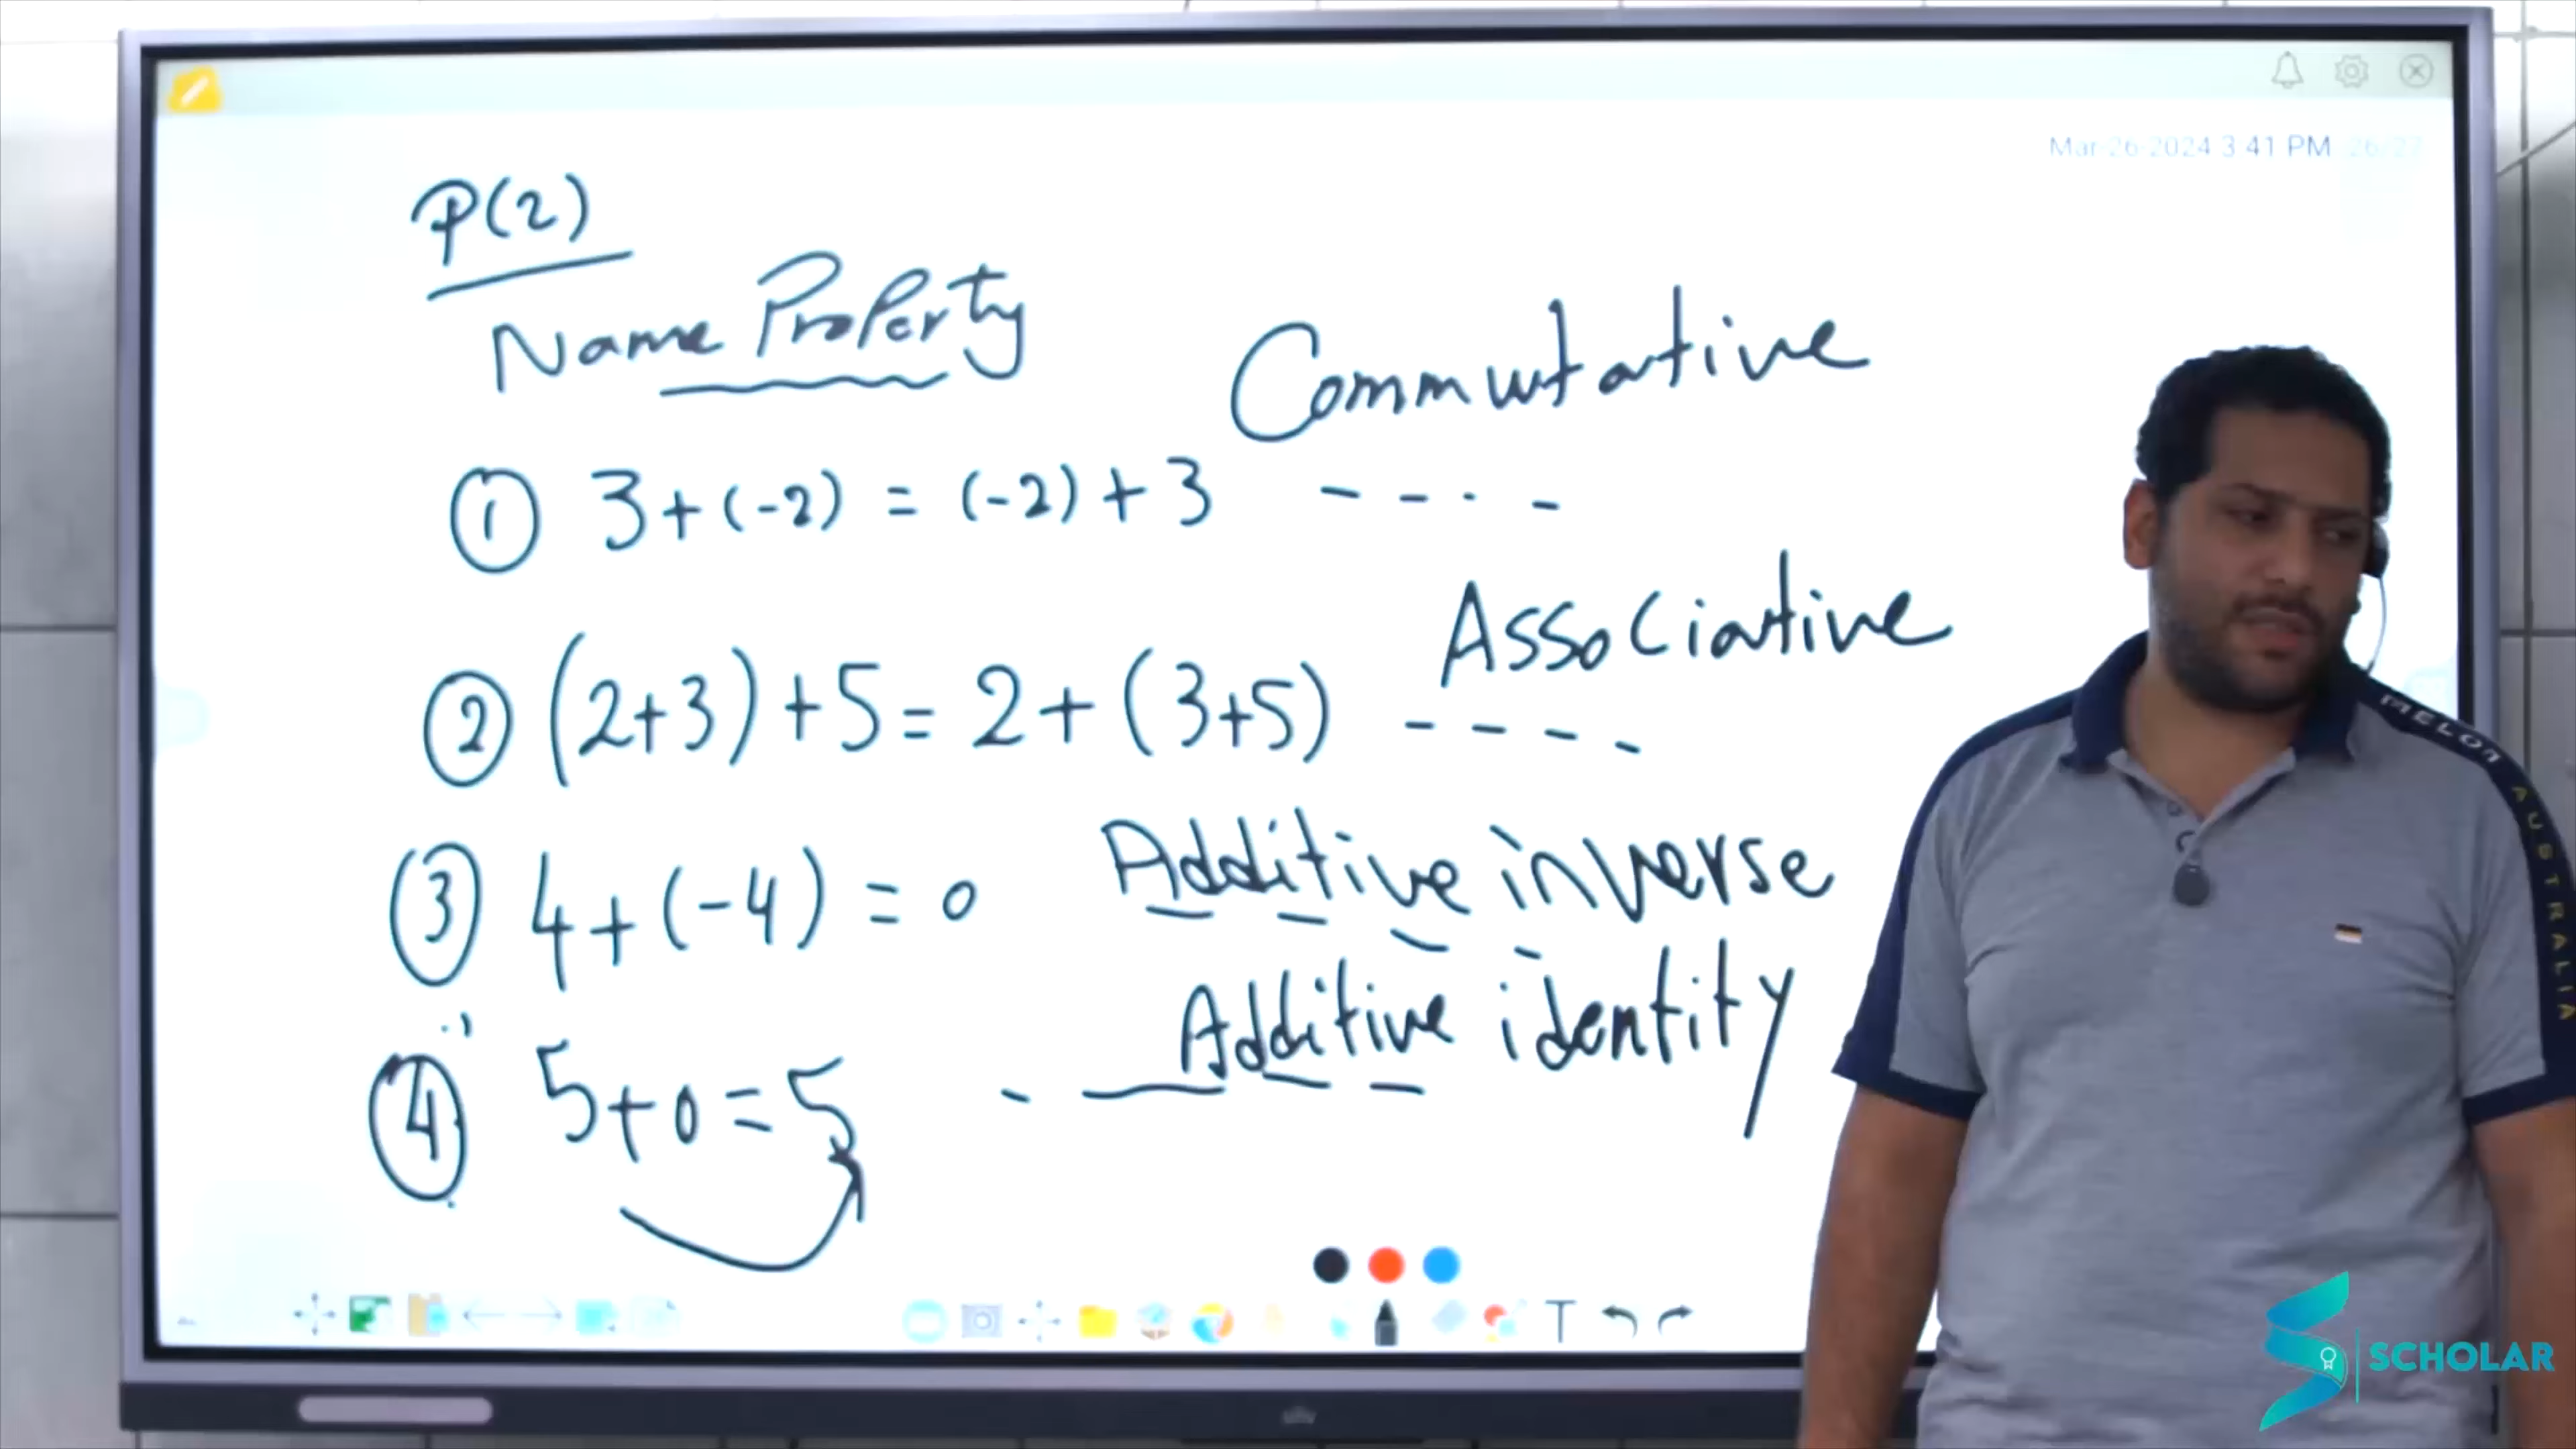 Mar-26-2024 3:41 PM 26/27
P(2)
Name Property
Commutative
① 3+(-2) = (-2)+3 - - - -
Associative
② (2+3)+5 = 2+(3+5) - - - -
③ 4+(-4) = 0 Additive inverse
④ 5+0=5 Additive identity
T
MELON AUSTRALIA
SCHOLAR